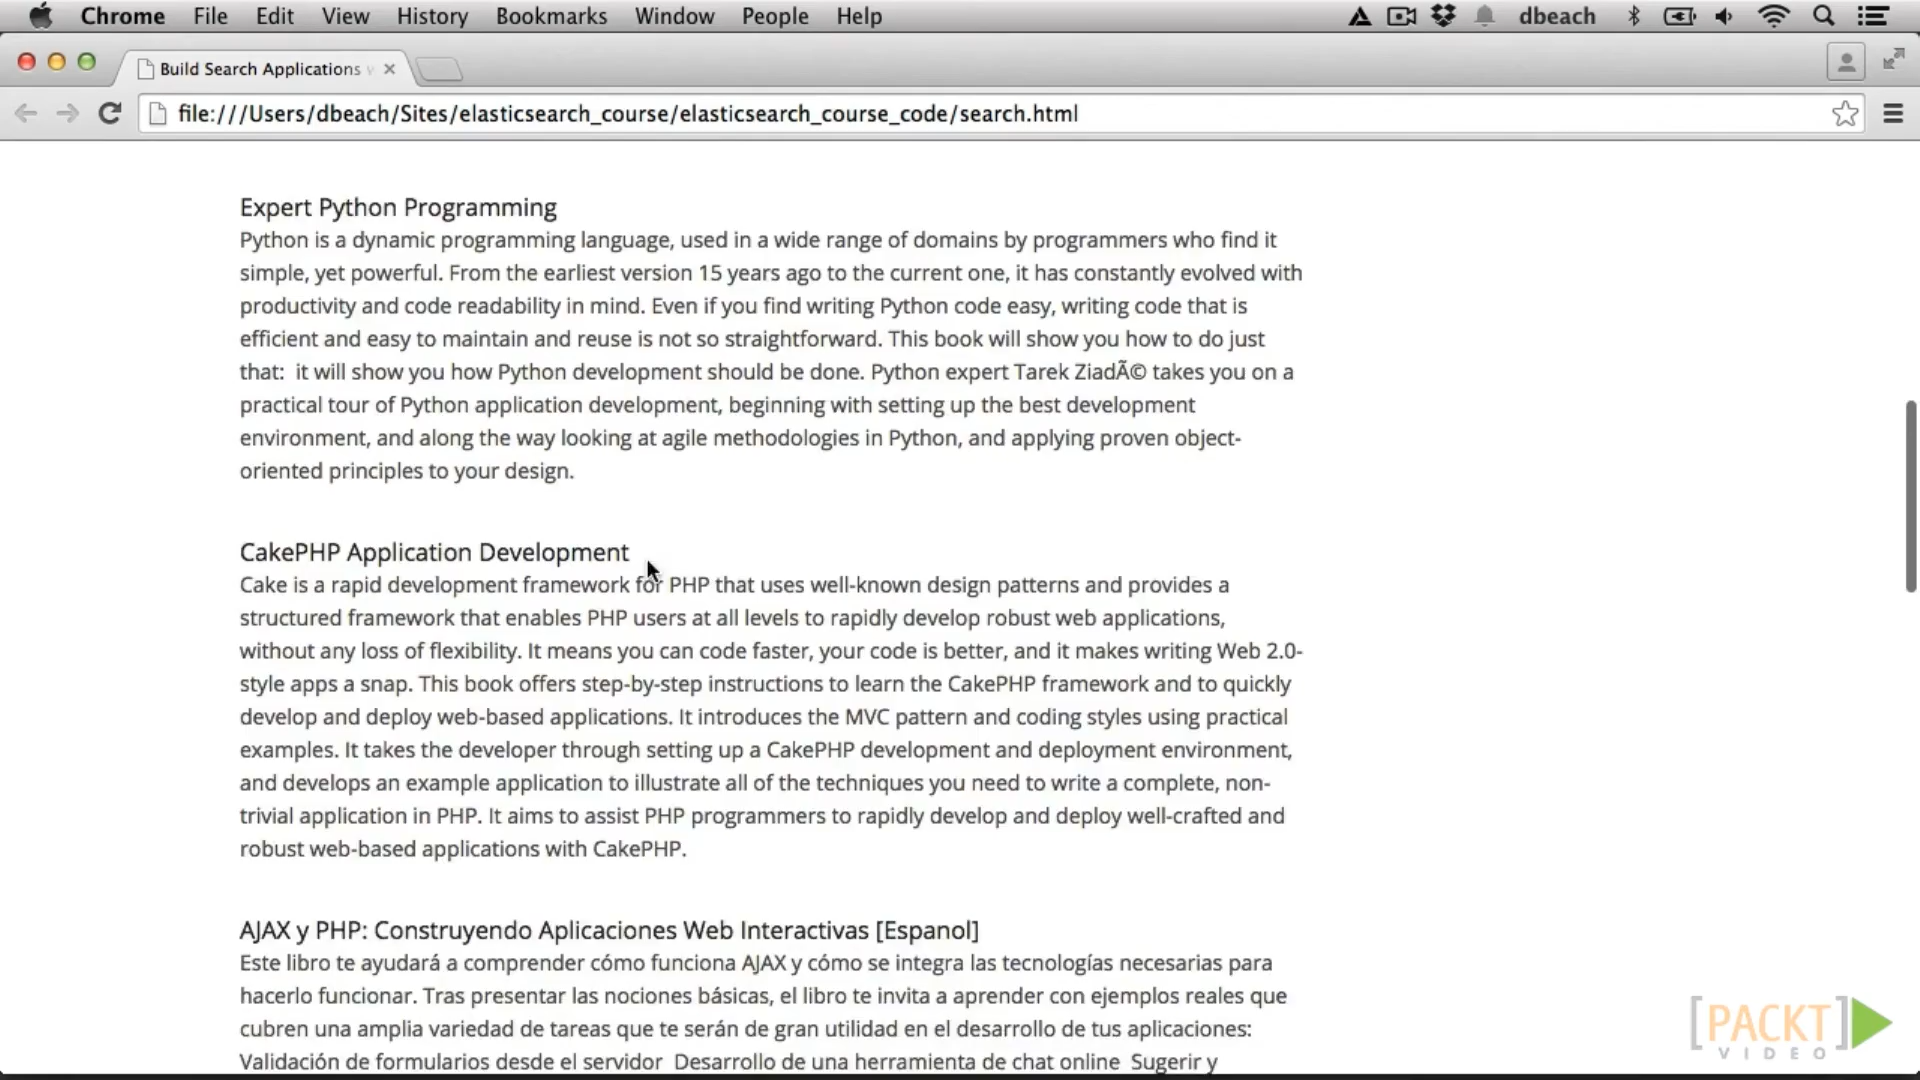 Chrome File Edit View History Bookmarks Window People Help dbeach
Build Search Applications
file:///Users/dbeach/Sites/elasticsearch_course/elasticsearch_course_code/search.html
Expert Python Programming
Python is a dynamic programming language, used in a wide range of domains by programmers who find it
simple, yet powerful. From the earliest version 15 years ago to the current one, it has constantly evolved with
productivity and code readability in mind. Even if you find writing Python code easy, writing code that is
efficient and easy to maintain and reuse is not so straightforward. This book will show you how to do just
that:  it will show you how Python development should be done. Python expert Tarek ZiadÃ© takes you on a
practical tour of Python application development, beginning with setting up the best development
environment, and along the way looking at agile methodologies in Python, and applying proven object-
oriented principles to your design.
CakePHP Application Development
Cake is a rapid development framework for PHP that uses well-known design patterns and provides a
structured framework that enables PHP users at all levels to rapidly develop robust web applications,
without any loss of flexibility. It means you can code faster, your code is better, and it makes writing Web 2.0-
style apps a snap. This book offers step-by-step instructions to learn the CakePHP framework and to quickly
develop and deploy web-based applications. It introduces the MVC pattern and coding styles using practical
examples. It takes the developer through setting up a CakePHP development and deployment environment,
and develops an example application to illustrate all of the techniques you need to write a complete, non-
trivial application in PHP. It aims to assist PHP programmers to rapidly develop and deploy well-crafted and
robust web-based applications with CakePHP.
AJAX y PHP: Construyendo Aplicaciones Web Interactivas [Espanol]
Este libro te ayudará a comprender cómo funciona AJAX y cómo se integra las tecnologías necesarias para
hacerlo funcionar. Tras presentar las nociones básicas, el libro te invita a aprender con ejemplos reales que
cubren una amplia variedad de tareas que te serán de gran utilidad en el desarrollo de tus aplicaciones:
Validación de formularios desde el servidor  Desarrollo de una herramienta de chat online  Sugerir y
[PACKT]
VIDEO